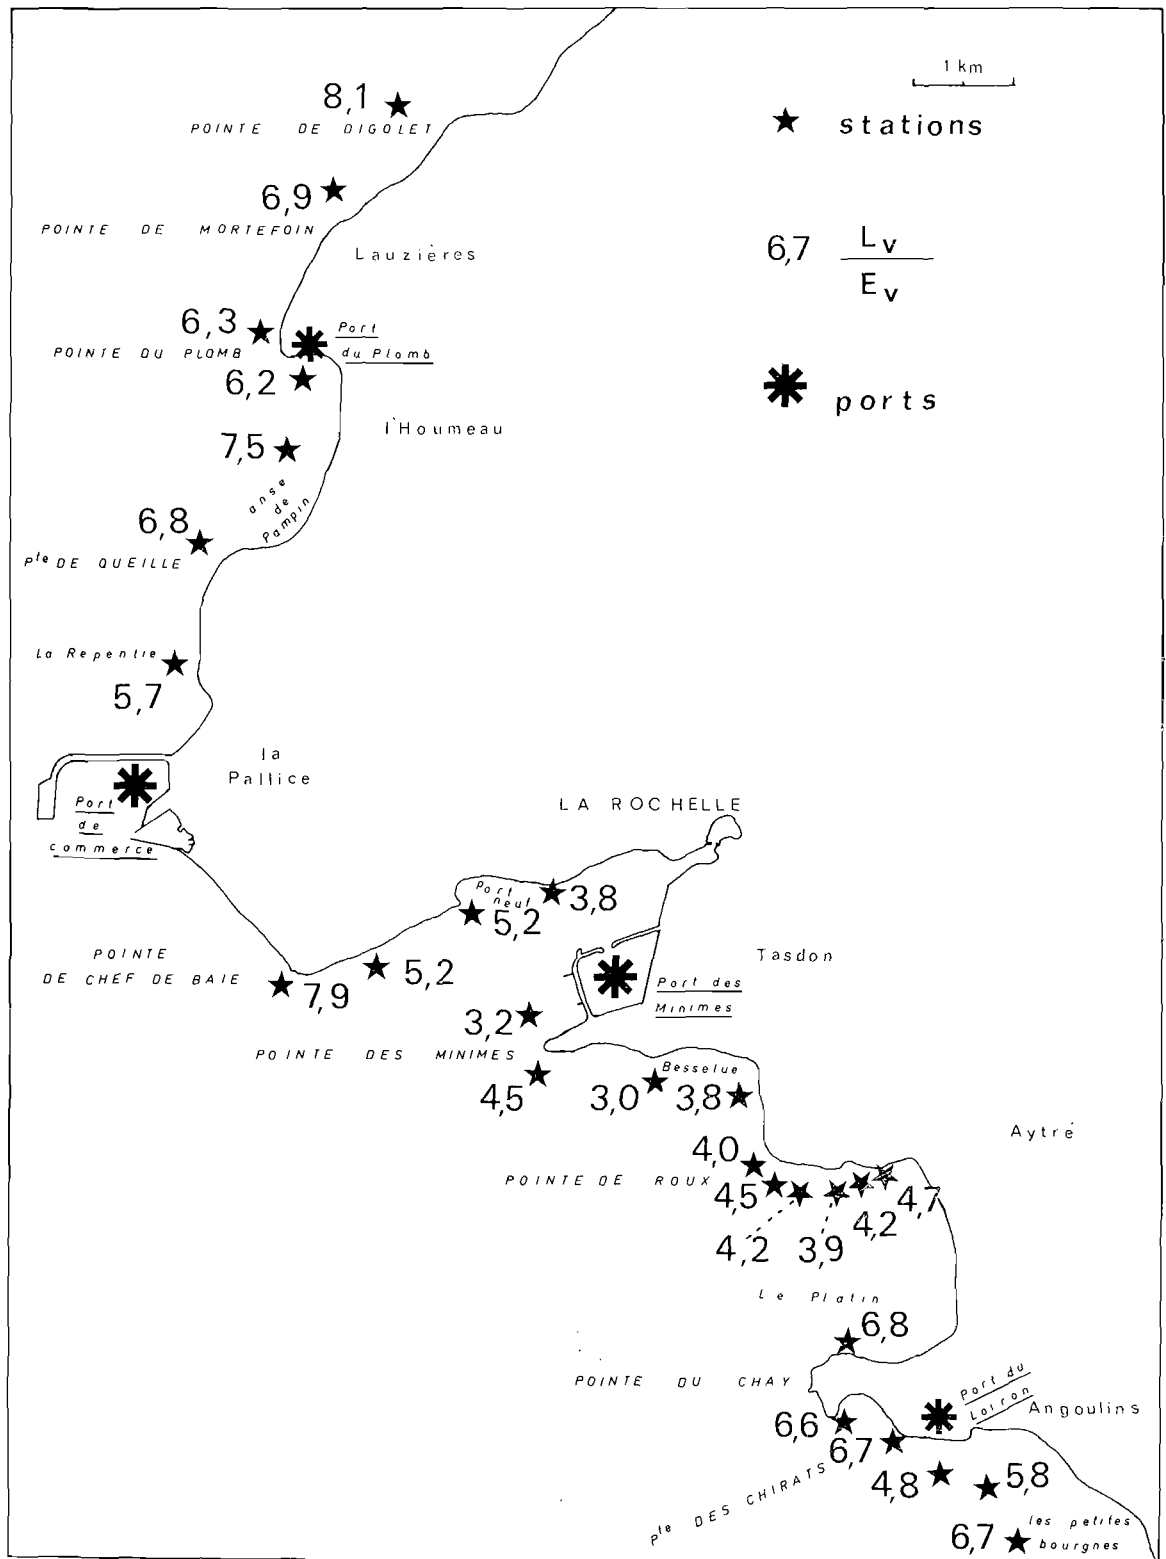 1 km
8,1
POINTE DE DIGOLET
stations
6,9
POINTE DE MORTEFOIN
Lauzières
6,7 Lv
Ev
6,3
Port
du Plomb
POINTE DU PLOMB
6,2
ports
l'Houmeau
7,5
anse
de
Pampin
6,8
Pte DE QUEILLE
La Repentie
5,7
la
Pallice
Port
de
commerce
LA ROCHELLE
Port
neuf
3,8
5,2
POINTE
DE CHEF DE BAIE
7,9
5,2
Tasdon
Port des
Minimes
3,2
POINTE DES MINIMES
4,5
Besselue
3,0
3,8
Aytré
4,0
POINTE DE ROUX
4,5
4,7
4,2
4,2
3,9
Le Platin
6,8
POINTE DU CHAY
Port du
Loiron
Angoulins
6,6
6,7
Pte DES CHIRATS
4,8
5,8
6,7
les petites
bourgnes